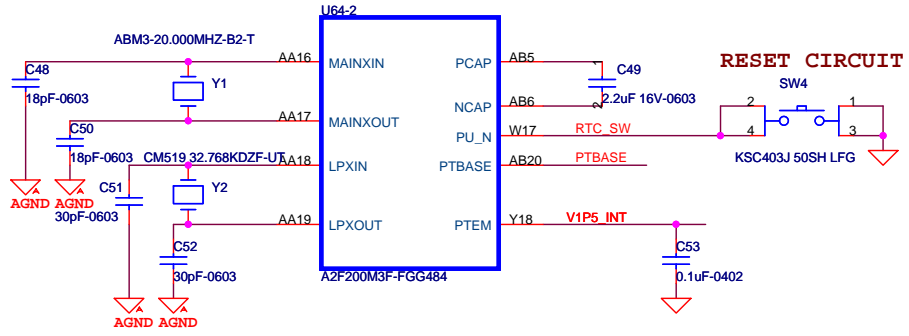 U64-2
ABM3-20.000MHZ-B2-T
RESET CIRCUIT
AA16 MAINXIN PCAP AB5 1
C48
18pF-0603
Y1
C49
2.2uF 16V-0603
SW4
NCAP AB6 2
2 1
AA17 MAINXOUT
PU_N W17 RTC_SW
4 3
C50
18pF-0603
KSC403J 50SH LFG
CM519 32.768KDZF-UT
AA18 LPXIN PTBASE AB20 PTBASE
C51
30pF-0603
Y2
A
AGND
A
AGND
AA19 LPXOUT PTEM Y18 V1P5_INT
C52
30pF-0603
C53
0.1uF-0402
A2F200M3F-FGG484
A
AGND
A
AGND